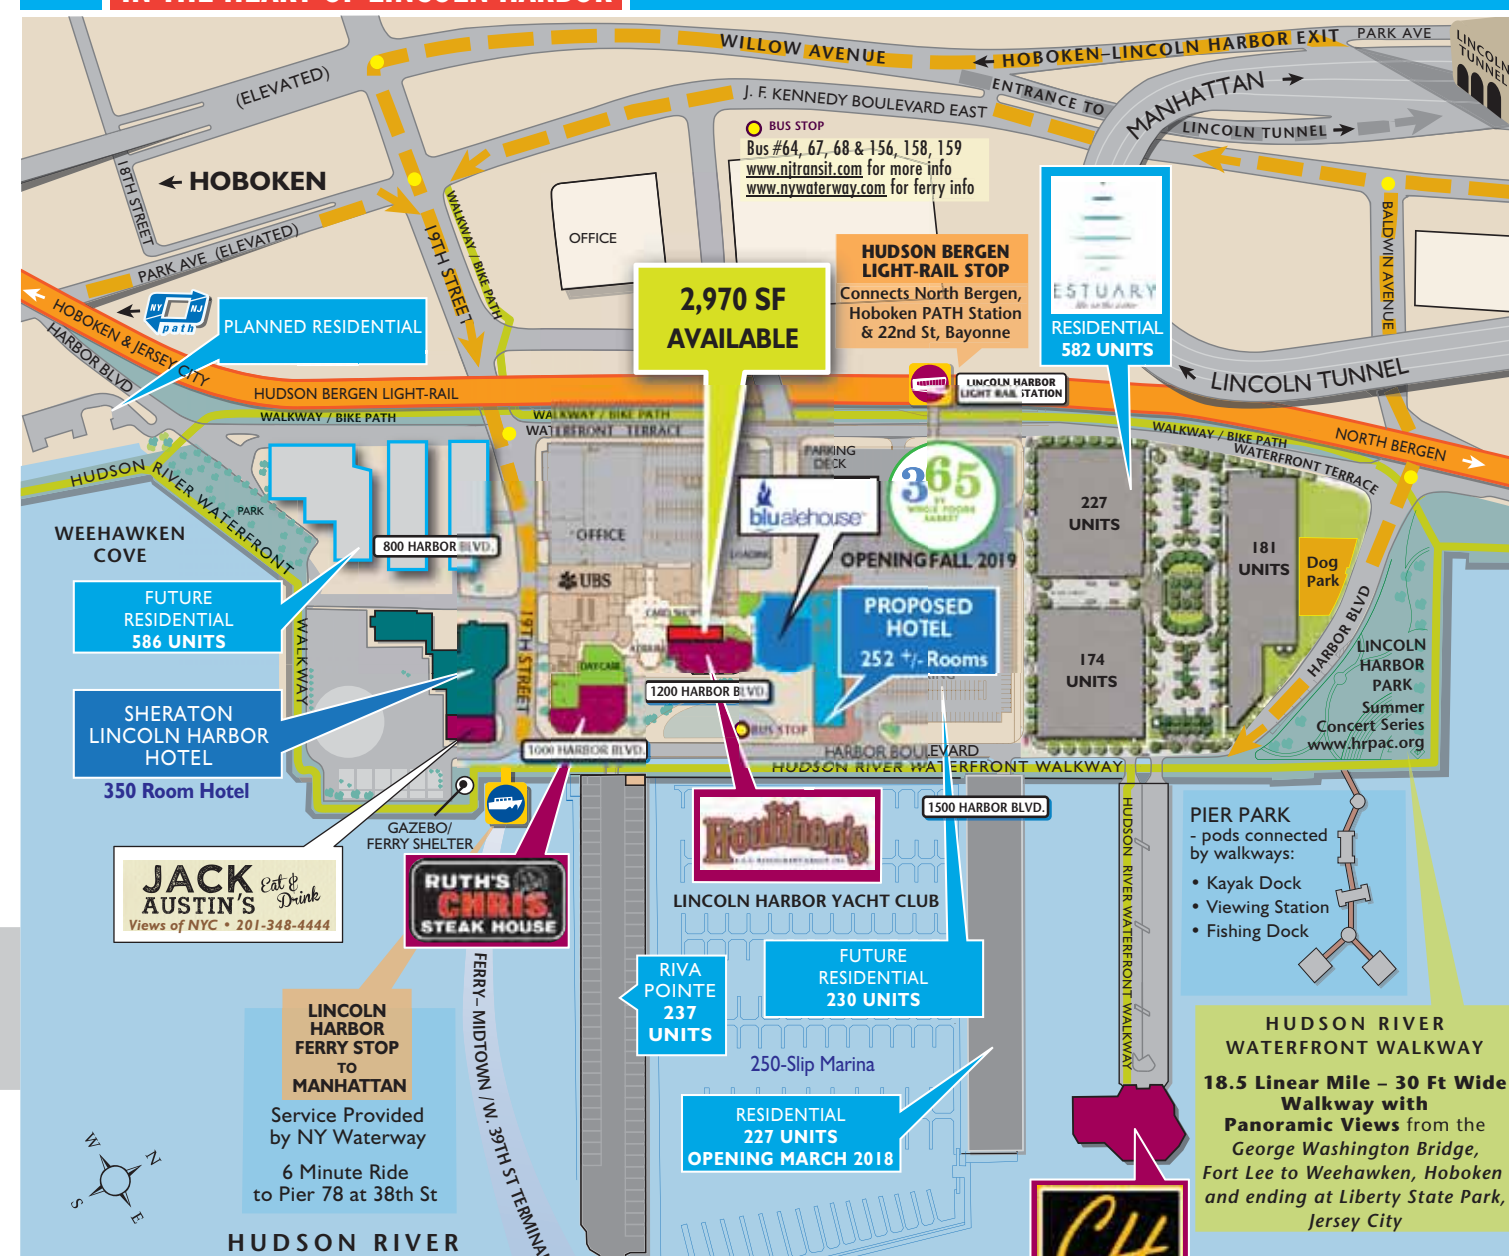 IN THE HEART OF LINCOLN HARBOR
WILLOW AVENUE
HOBOKEN–LINCOLN HARBOR EXIT
PARK AVE
LINCOLN
TUNNEL
(ELEVATED)
ENTRANCE TO
MANHATTAN
LINCOLN TUNNEL
J. F. KENNEDY BOULEVARD EAST
BUS STOP
Bus #64, 67, 68 & 156, 158, 159
www.njtransit.com for more info
www.nywaterway.com for ferry info
18TH STREET
HOBOKEN
PARK AVE (ELEVATED)
19TH STREET
WALKWAY / BIKE PATH
OFFICE
BALDWIN AVENUE
HUDSON BERGEN
LIGHT-RAIL STOP
Connects North Bergen,
Hoboken PATH Station
& 22nd St, Bayonne
ESTUARY
RESIDENTIAL
582 UNITS
2,970 SF
AVAILABLE
NY NJ
path
PLANNED RESIDENTIAL
HOBOKEN & JERSEY CITY
HARBOR BLVD
HUDSON BERGEN LIGHT-RAIL
LINCOLN HARBOR
LIGHT RAIL STATION
LINCOLN TUNNEL
WALKWAY / BIKE PATH
WALKWAY / BIKE PATH
WATERFRONT TERRACE
WALKWAY / BIKE PATH
WATERFRONT TERRACE
NORTH BERGEN
HUDSON RIVER WATERFRONT
WALKWAY
PARK
WEEHAWKEN
COVE
800 HARBOR BLVD.
FUTURE
RESIDENTIAL
586 UNITS
OFFICE
UBS
PARKING
DECK
LOADING
bluealehouse
365
BY
WHOLE FOODS
MARKET
OPENING FALL 2019
227
UNITS
181
UNITS
Dog
Park
174
UNITS
HARBOR BLVD
LINCOLN
HARBOR
PARK
Summer
Concert Series
www.hrpac.org
PROPOSED
HOTEL
252 +/- Rooms
DAYCARE
19TH STREET
1200 HARBOR BLVD.
1000 HARBOR BLVD.
BUS STOP
HARBOR BOULEVARD
HUDSON RIVER WATERFRONT WALKWAY
SHERATON
LINCOLN HARBOR
HOTEL
350 Room Hotel
GAZEBO/
FERRY SHELTER
JACK
AUSTIN'S
Eat &
Drink
Views of NYC • 201-348-4444
RUTH'S
CHRIS
STEAK HOUSE
Houlihan's
1500 HARBOR BLVD.
LINCOLN HARBOR YACHT CLUB
HUDSON RIVER WATERFRONT WALKWAY
PIER PARK
- pods connected
by walkways:
• Kayak Dock
• Viewing Station
• Fishing Dock
FUTURE
RESIDENTIAL
230 UNITS
RIVA
POINTE
237
UNITS
250-Slip Marina
RESIDENTIAL
227 UNITS
OPENING MARCH 2018
LINCOLN
HARBOR
FERRY STOP
TO
MANHATTAN
Service Provided
by NY Waterway
6 Minute Ride
to Pier 78 at 38th St
FERRY– MIDTOWN / W. 39TH ST TERMINAL
HUDSON RIVER
WATERFRONT WALKWAY
18.5 Linear Mile – 30 Ft Wide
Walkway with
Panoramic Views from the
George Washington Bridge,
Fort Lee to Weehawken, Hoboken
and ending at Liberty State Park,
Jersey City
W
N
S
E
HUDSON RIVER
CH